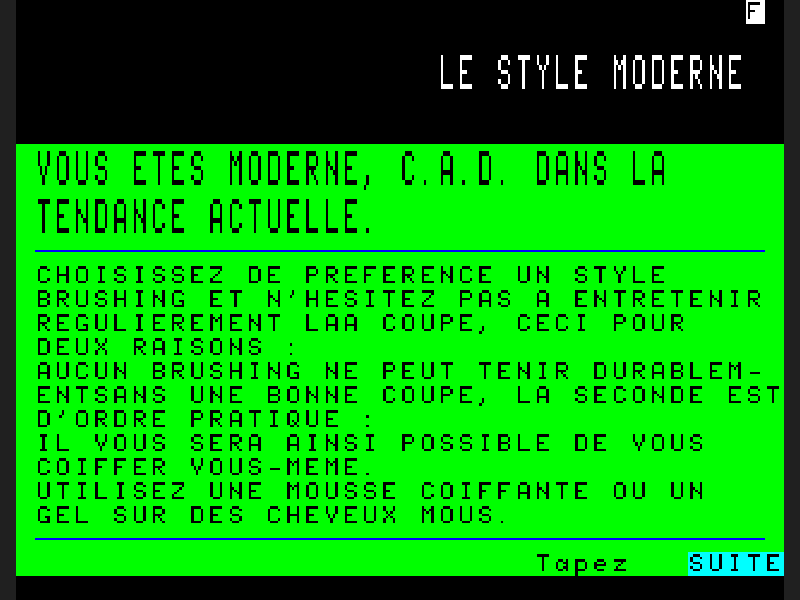 F
LE STYLE MODERNE
VOUS ETES MODERNE, C.A.D. DANS LA
TENDANCE ACTUELLE.
CHOISISSEZ DE PREFERENCE UN STYLE
BRUSHING ET N'HESITEZ PAS A ENTRETENIR
REGULIEREMENT LAA COUPE, CECI POUR
DEUX RAISONS :
AUCUN BRUSHING NE PEUT TENIR DURABLEM-
ENTSANS UNE BONNE COUPE, LA SECONDE EST
D'ORDRE PRATIQUE :
IL VOUS SERA AINSI POSSIBLE DE VOUS
COIFFER VOUS-MEME.
UTILISEZ UNE MOUSSE COIFFANTE OU UN
GEL SUR DES CHEVEUX MOUS.
Tapez SUITE